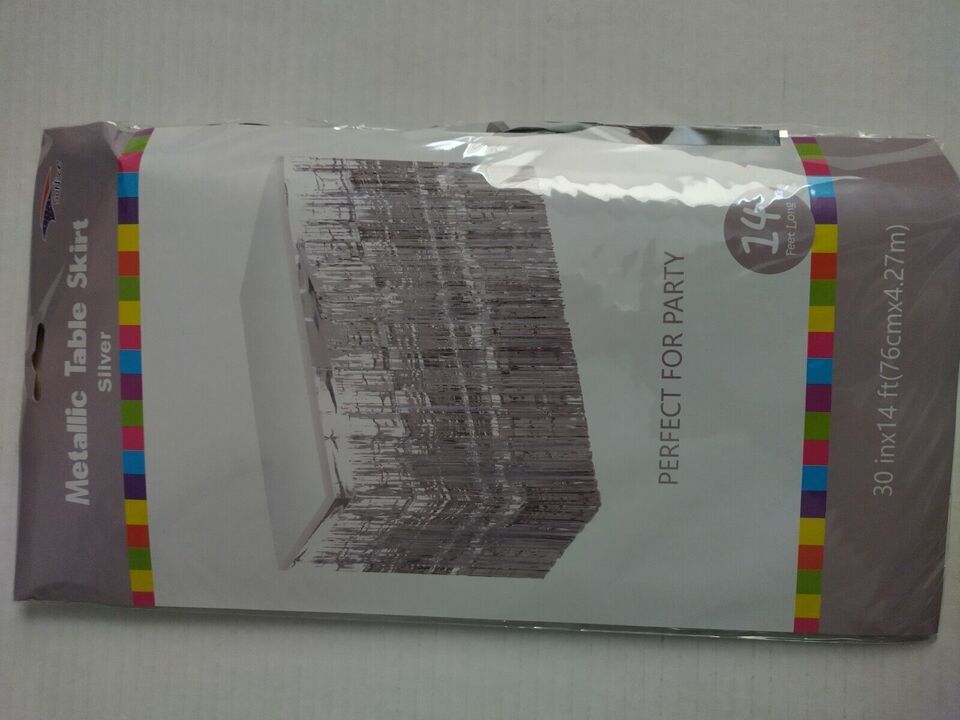 Metallic Table Skirt
Silver
14
Feet Long
PERFECT FOR PARTY
30 inx14 ft(76cmx4.27m)